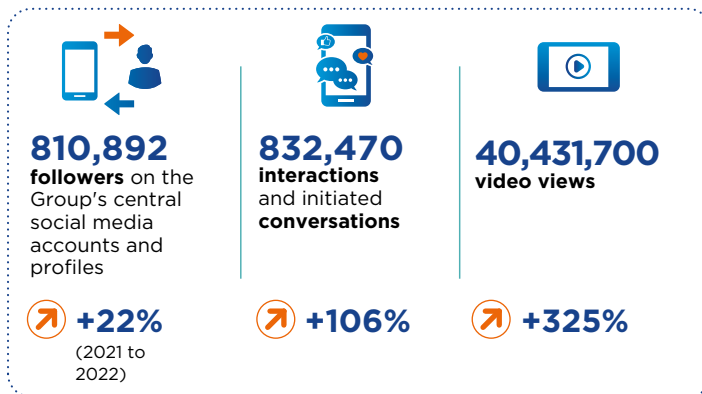 810,892
followers on the
Group's central
social media
accounts and
profiles
+22%
(2021 to
2022)
832,470
interactions
and initiated
conversations
+106%
40,431,700
video views
+325%